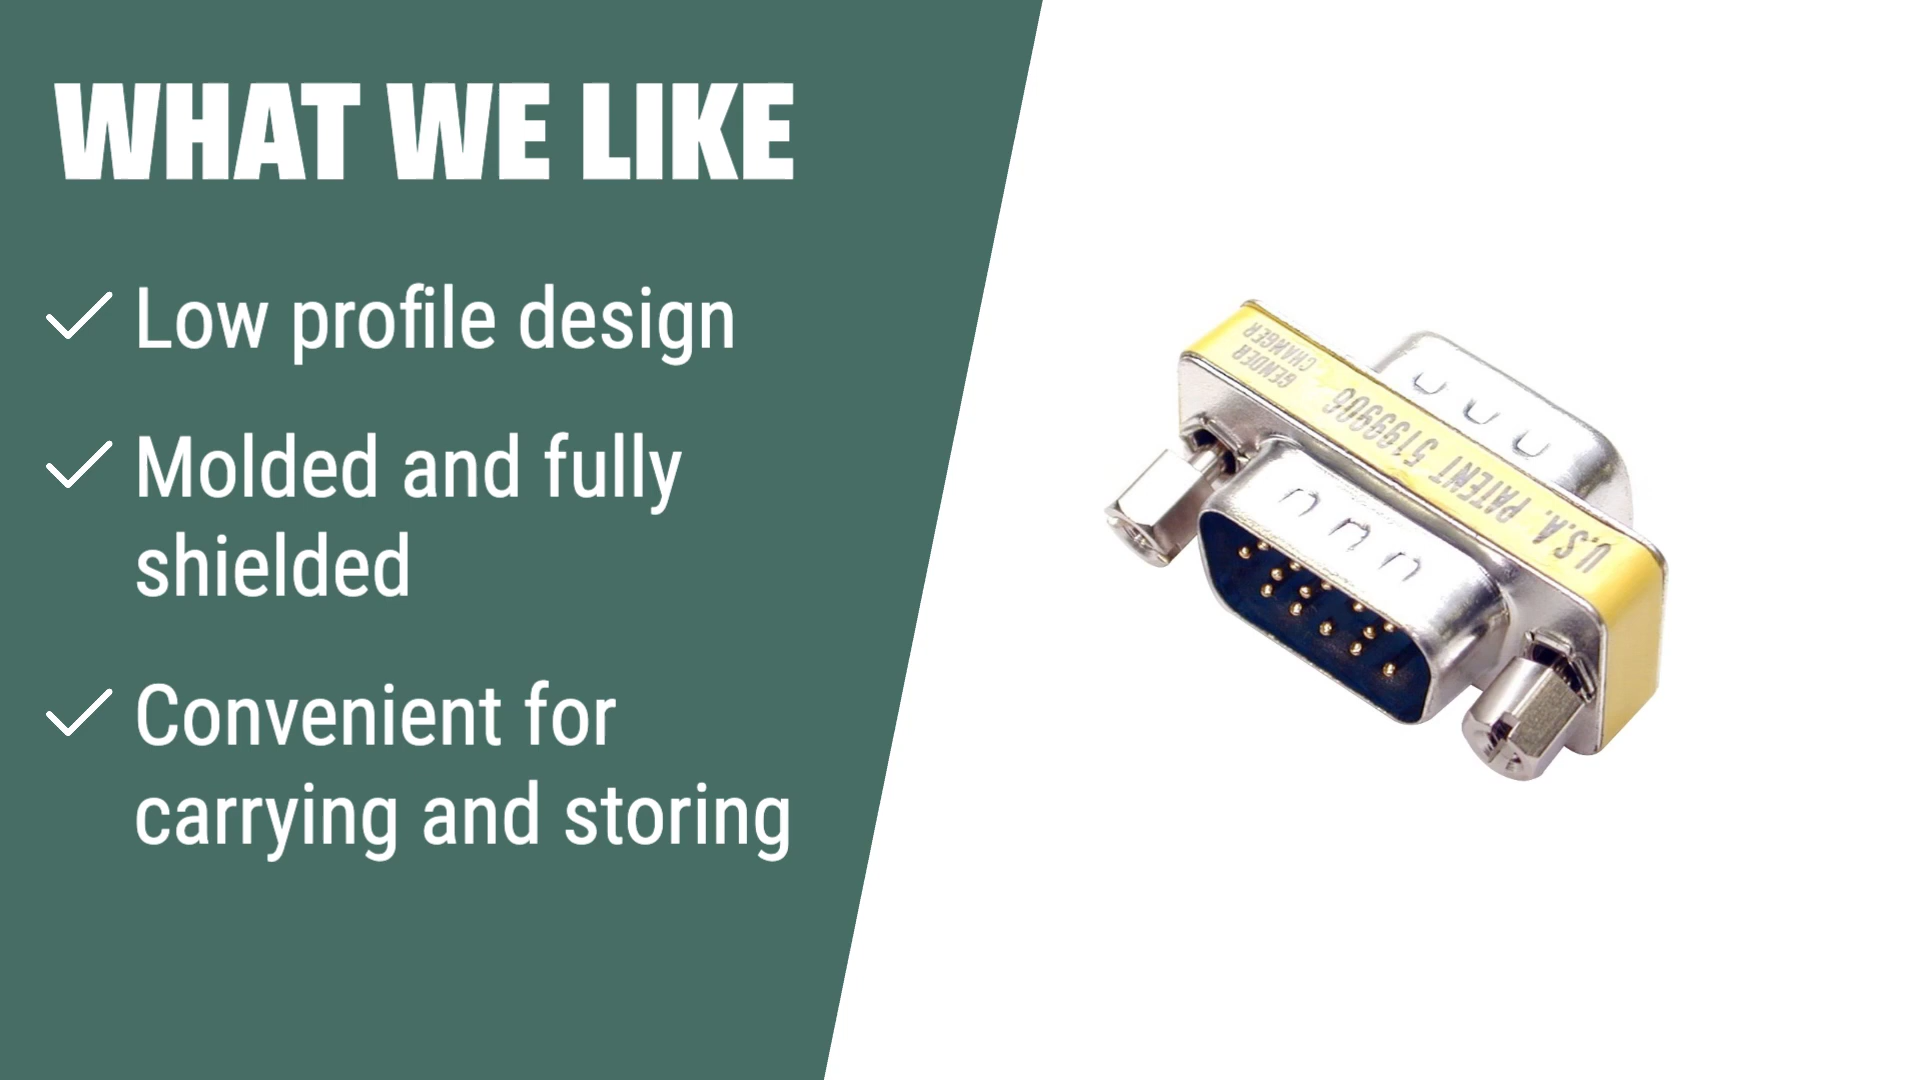 WHAT WE LIKE
Low profile design
Molded and fully
shielded
Convenient for
carrying and storing
GENDER
CHANGER
U.S.A. PATENT 5199906